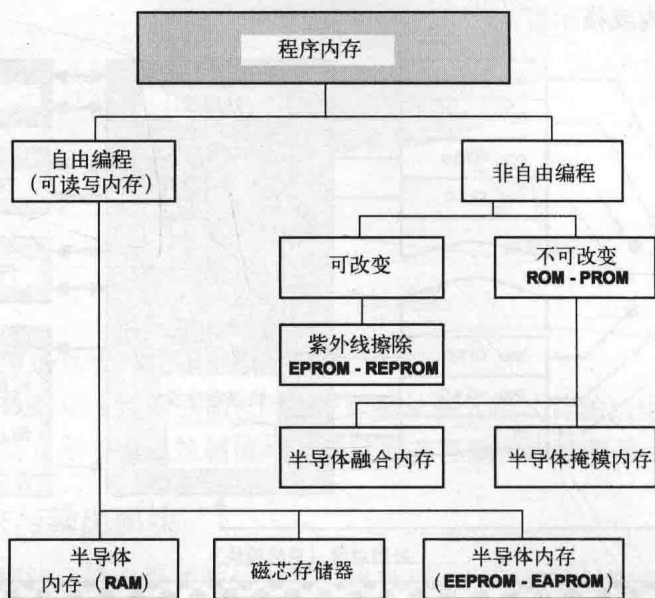 程序内存
自由编程
(可读写内存)
非自由编程
可改变
不可改变
ROM - PROM
紫外线擦除
EPROM - REPROM
半导体融合内存
半导体掩模内存
半导体
内存 (RAM)
磁芯存储器
半导体内存
(EEPROM - EAPROM)